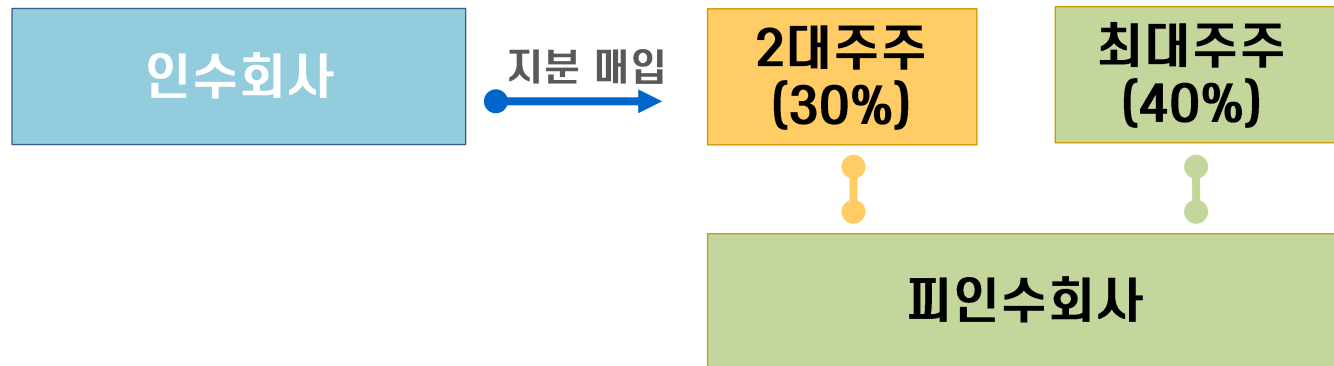 인수회사
지분 매입
2대주주
(30%)
최대주주
(40%)
피인수회사